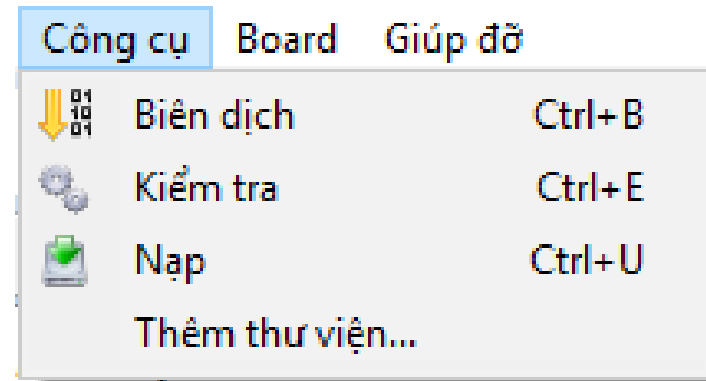 Công cụ Board Giúp đỡ
Biên dịch Ctrl+B
Kiểm tra Ctrl+E
Nạp Ctrl+U
Thêm thư viện...